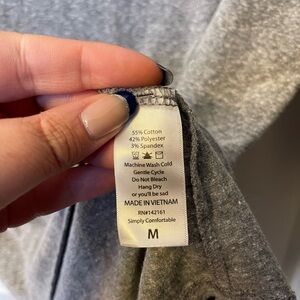 55% Cotton
42% Polyester
3% Spandex
Machine Wash Cold
Gentle Cycle
Do Not Bleach
Hang Dry
or you'll be sad
MADE IN VIETNAM
RN#142161
Simply Comfortable
M